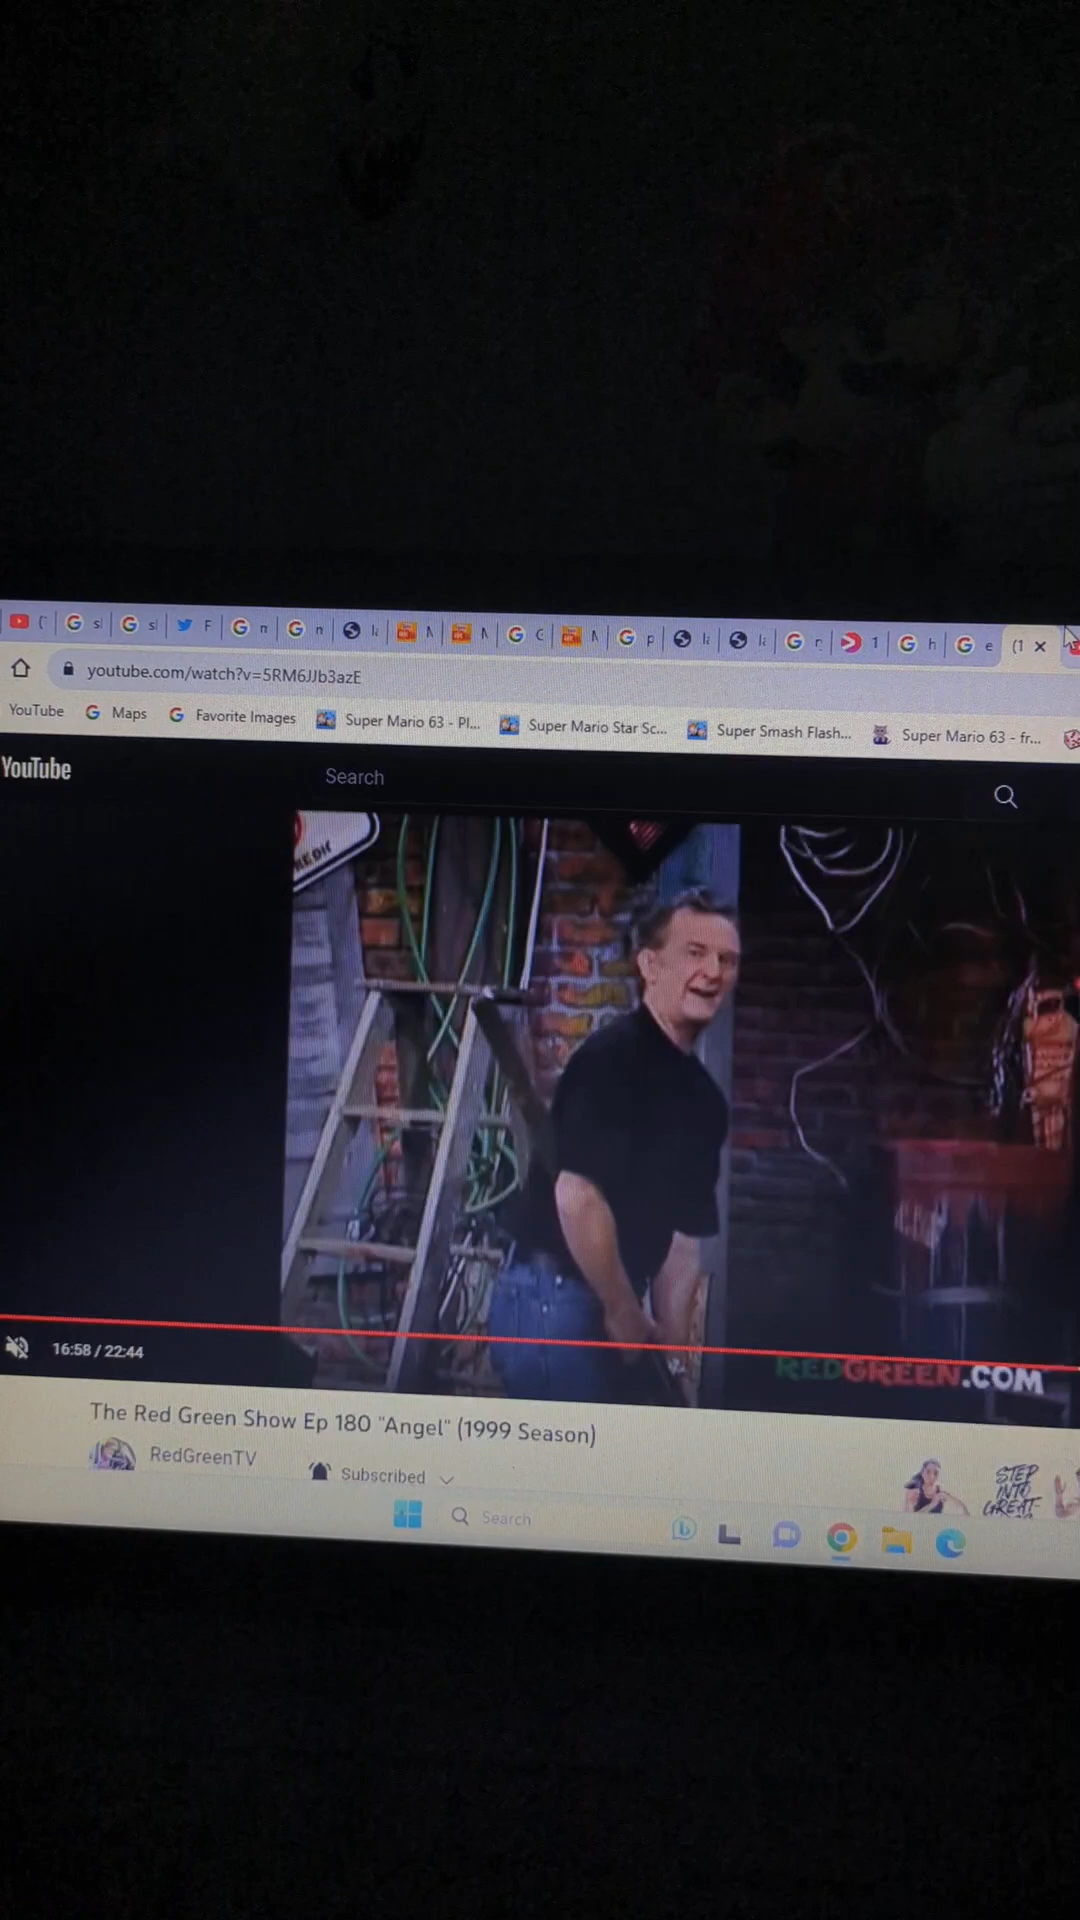 ( s| s| F n n k M M C M p k k r 1 h e (1
youtube.com/watch?v=5RM6JJb3azE
YouTube Maps Favorite Images Super Mario 63 - Pl... Super Mario Star Sc... Super Smash Flash... Super Mario 63 - fr...
YouTube Search
REDGREEN.COM
16:58 / 22:44
The Red Green Show Ep 180 "Angel" (1999 Season)
RedGreenTV
Subscribed
STEP
INTO
GREAT-
Search